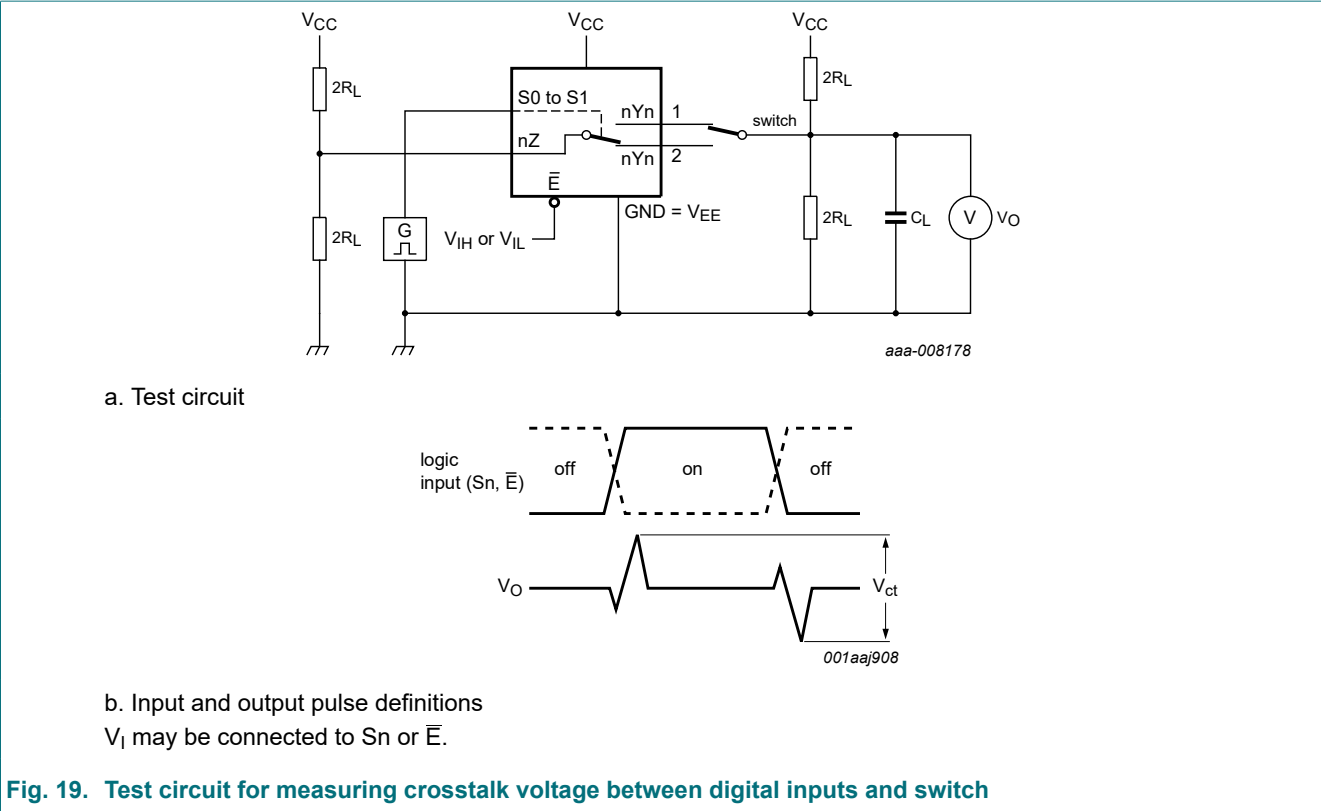 VCC VCC VCC
2RL 2RL
S0 to S1
nYn 1
switch
nZ
nYn 2
E̅
GND = VEE
2RL G VIH or VIL 2RL CL V VO
aaa-008178
a. Test circuit
logic
input (Sn, E̅)
off on off
VO Vct
001aaj908
b. Input and output pulse definitions
VI may be connected to Sn or E̅.
Fig. 19. Test circuit for measuring crosstalk voltage between digital inputs and switch